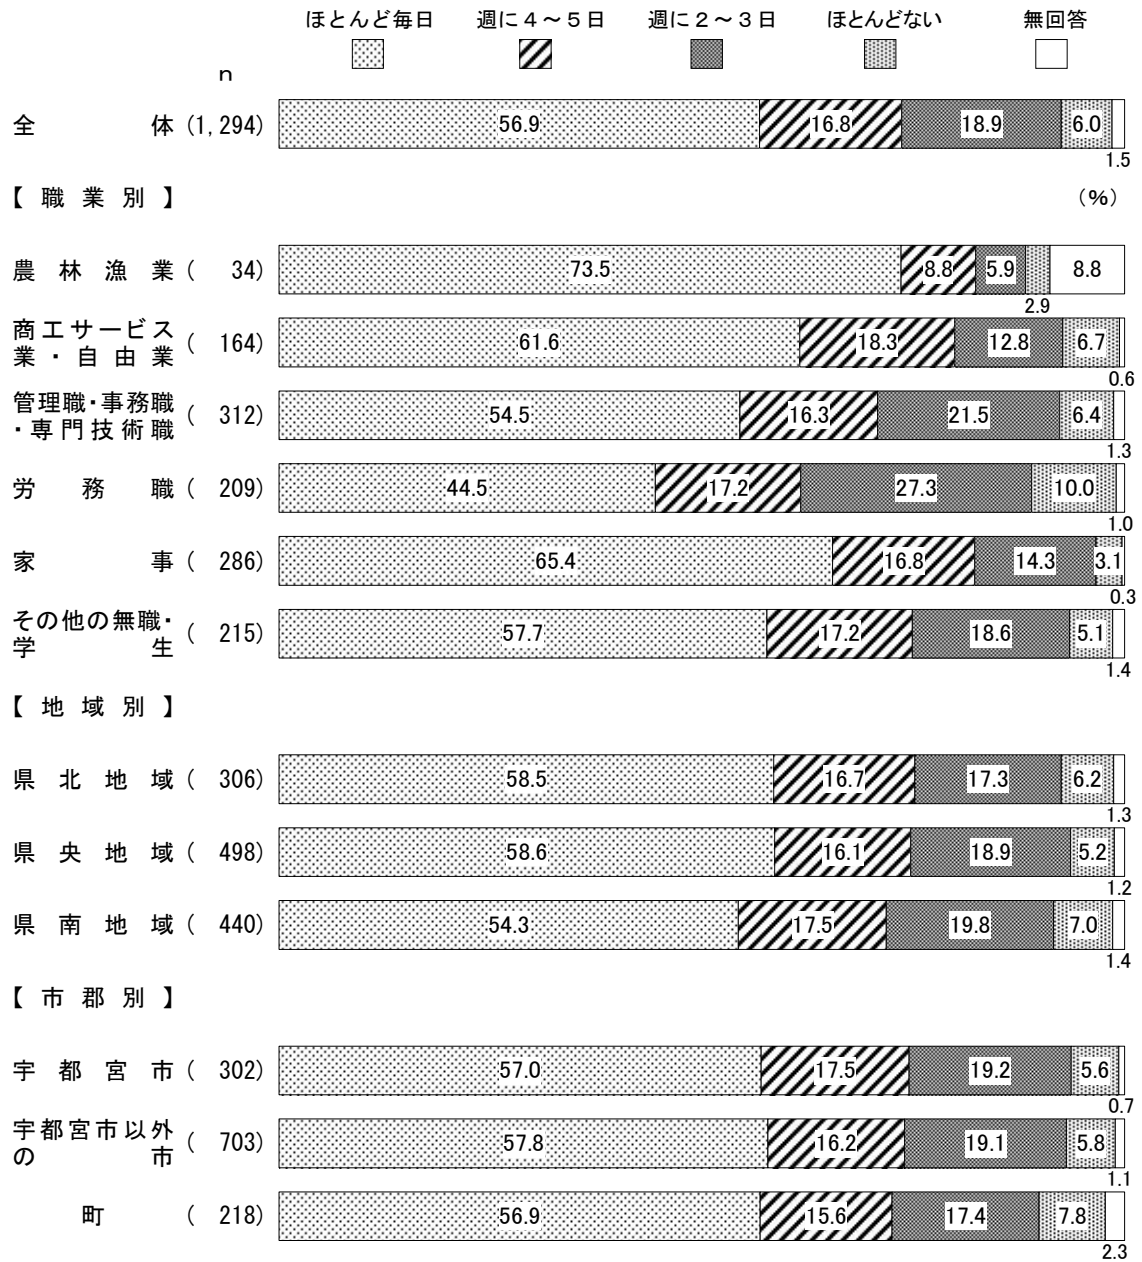 ほとんど毎日 週に４～５日 週に２～３日 ほとんどない 無回答
ｎ
全体(1,294) 56.9 16.8 18.9 6.0
1.5
【職業別】 （％）
農林漁業( 34) 73.5 8.8 5.9 8.8
2.9
商工サービス
業・自由業( 164) 61.6 18.3 12.8 6.7
0.6
管理職・事務職
・専門技術職( 312) 54.5 16.3 21.5 6.4
1.3
労務職( 209) 44.5 17.2 27.3 10.0
1.0
家事( 286) 65.4 16.8 14.3 3.1
0.3
その他の無職・
学生( 215) 57.7 17.2 18.6 5.1
1.4
【地域別】
県北地域( 306) 58.5 16.7 17.3 6.2
1.3
県央地域( 498) 58.6 16.1 18.9 5.2
1.2
県南地域( 440) 54.3 17.5 19.8 7.0
1.4
【市郡別】
宇都宮市( 302) 57.0 17.5 19.2 5.6
0.7
宇都宮市以外
の市( 703) 57.8 16.2 19.1 5.8
1.1
町( 218) 56.9 15.6 17.4 7.8
2.3